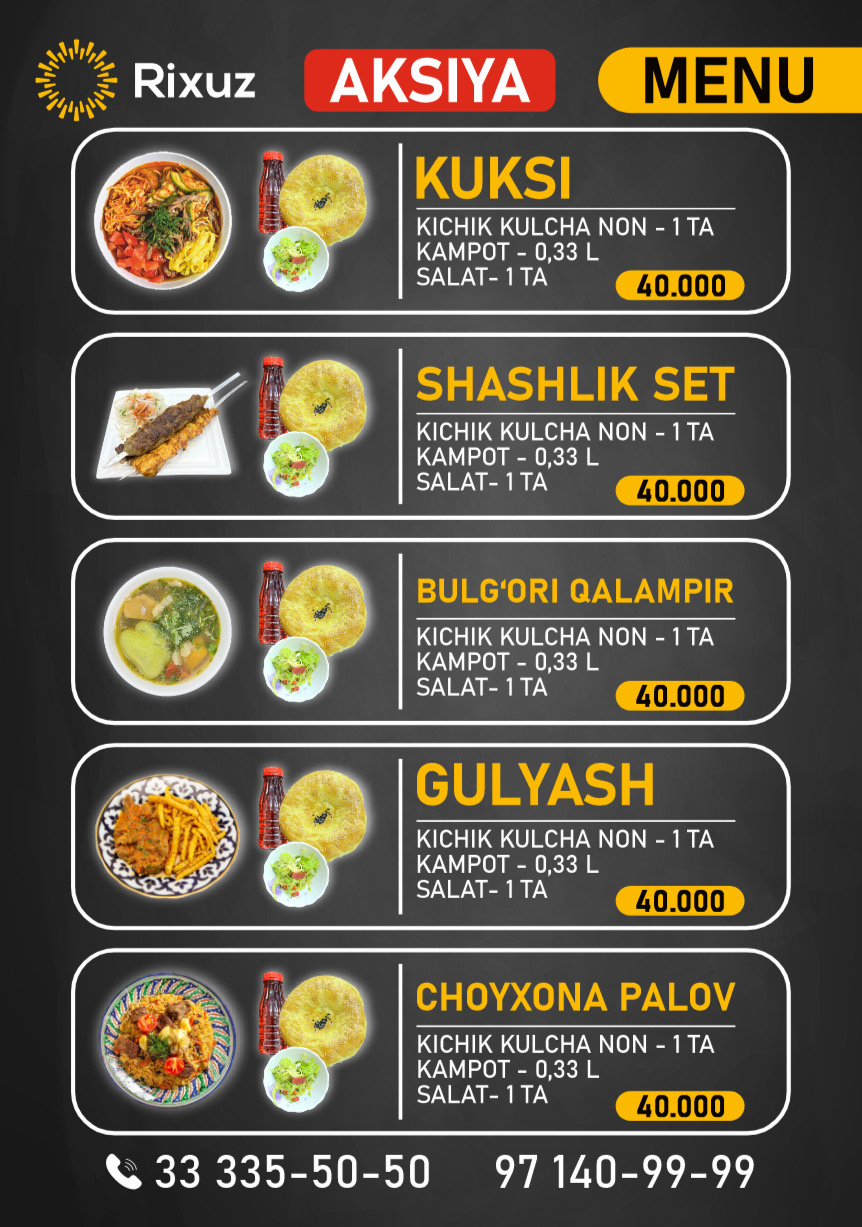 Rixuz
AKSIYA
MENU
KUKSI
KICHIK KULCHA NON - 1 TA
KAMPOT - 0,33 L
SALAT- 1 TA
40.000
SHASHLIK SET
KICHIK KULCHA NON - 1 TA
KAMPOT - 0,33 L
SALAT- 1 TA
40.000
BULG‘ORI QALAMPIR
KICHIK KULCHA NON - 1 TA
KAMPOT - 0,33 L
SALAT- 1 TA
40.000
GULYASH
KICHIK KULCHA NON - 1 TA
KAMPOT - 0,33 L
SALAT- 1 TA
40.000
CHOYXONA PALOV
KICHIK KULCHA NON - 1 TA
KAMPOT - 0,33 L
SALAT- 1 TA
40.000
33 335-50-50 97 140-99-99